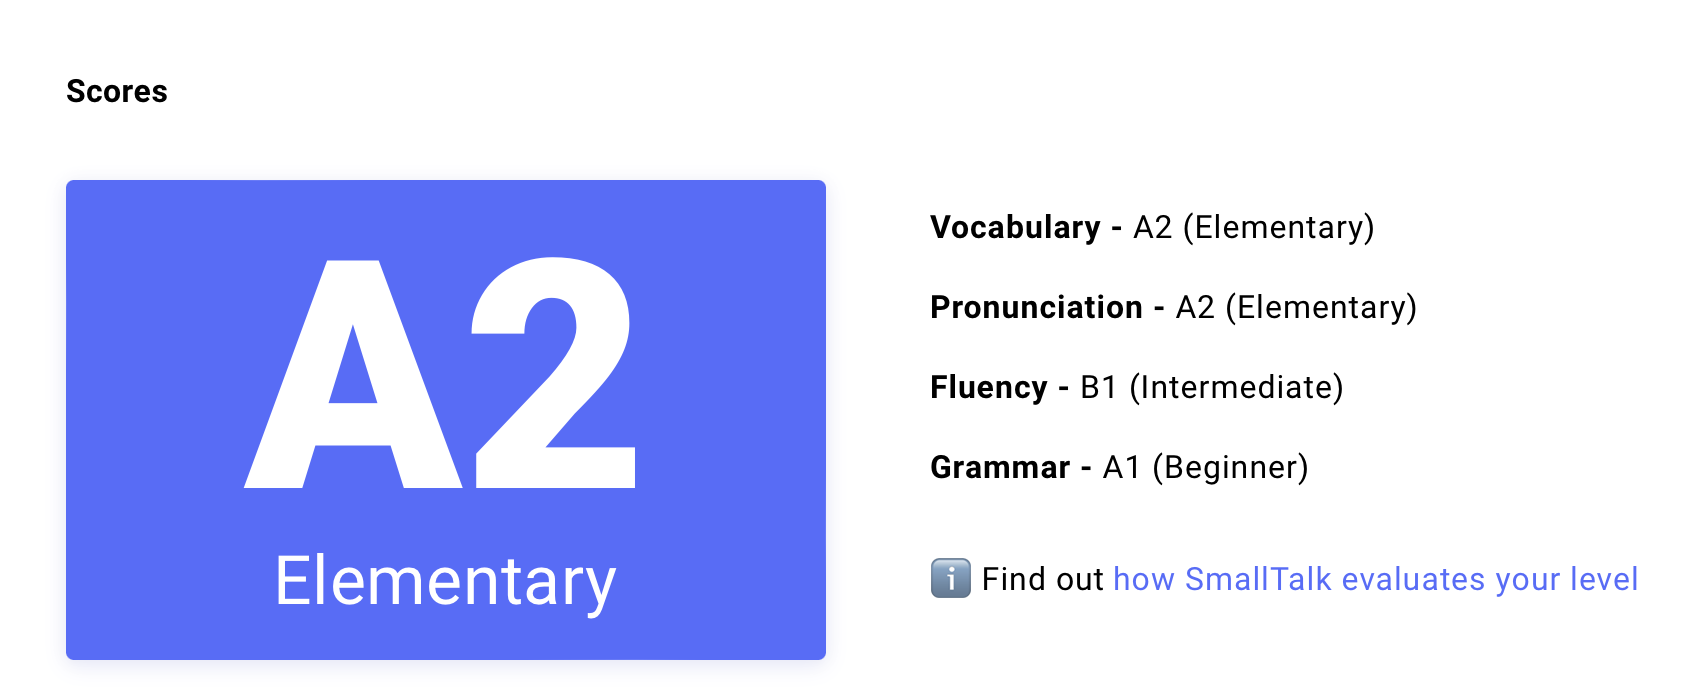 Scores
A2
Elementary
Vocabulary - A2 (Elementary)
Pronunciation - A2 (Elementary)
Fluency - B1 (Intermediate)
Grammar - A1 (Beginner)
ℹ️ Find out how SmallTalk evaluates your level